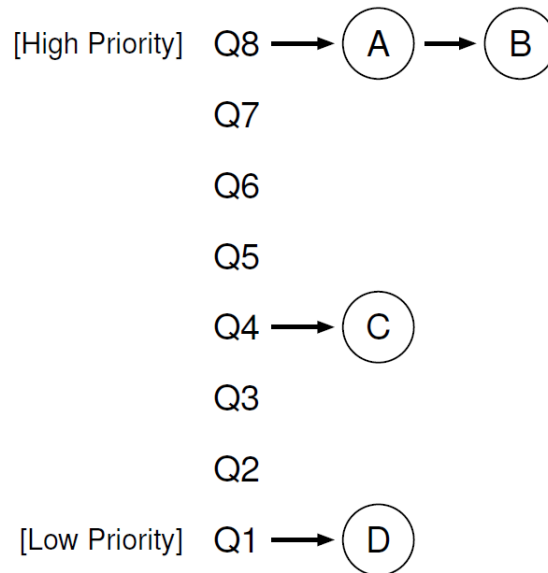 [High Priority] Q8 A B
Q7
Q6
Q5
Q4 C
Q3
Q2
[Low Priority] Q1 D